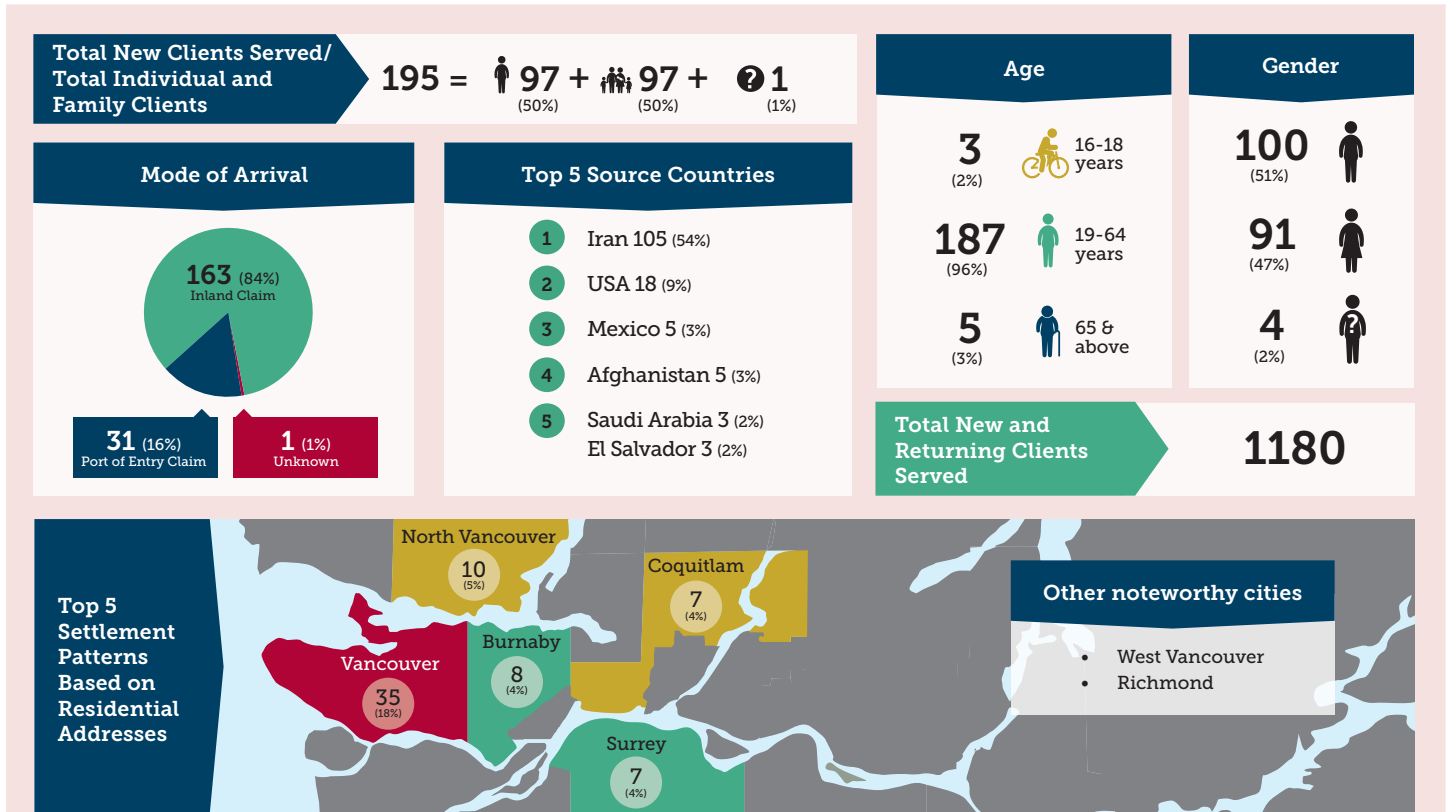 Total New Clients Served/
Total Individual and
Family Clients
195 = 97 + 97 + ? 1
(50%) (50%) (1%)
Mode of Arrival
163 (84%)
Inland Claim
31 (16%)
Port of Entry Claim
1 (1%)
Unknown
Top 5 Source Countries
1 Iran 105 (54%)
2 USA 18 (9%)
3 Mexico 5 (3%)
4 Afghanistan 5 (3%)
5 Saudi Arabia 3 (2%)
El Salvador 3 (2%)
Age
3 16-18
(2%) years
187 19-64
(96%) years
5 65 &
(3%) above
Gender
100
(51%)
91
(47%)
4 ?
(2%)
Total New and
Returning Clients
Served
1180
Top 5
Settlement
Patterns
Based on
Residential
Addresses
North Vancouver
10
(5%)
Coquitlam
7
(4%)
Burnaby
8
(4%)
Vancouver
35
(18%)
Surrey
7
(4%)
Other noteworthy cities
• West Vancouver
• Richmond